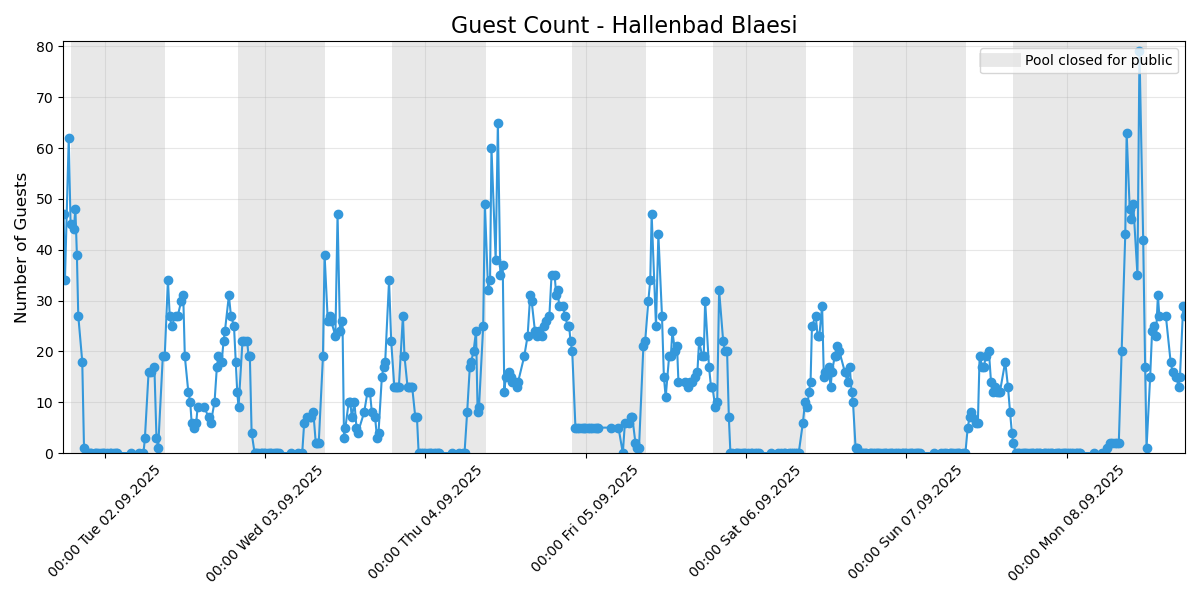 Guest Count - Hallenbad Blaesi
Pool closed for public
Number of Guests
80
70
60
50
40
30
20
10
0
00:00 Tue 02.09.2025
00:00 Wed 03.09.2025
00:00 Thu 04.09.2025
00:00 Fri 05.09.2025
00:00 Sat 06.09.2025
00:00 Sun 07.09.2025
00:00 Mon 08.09.2025